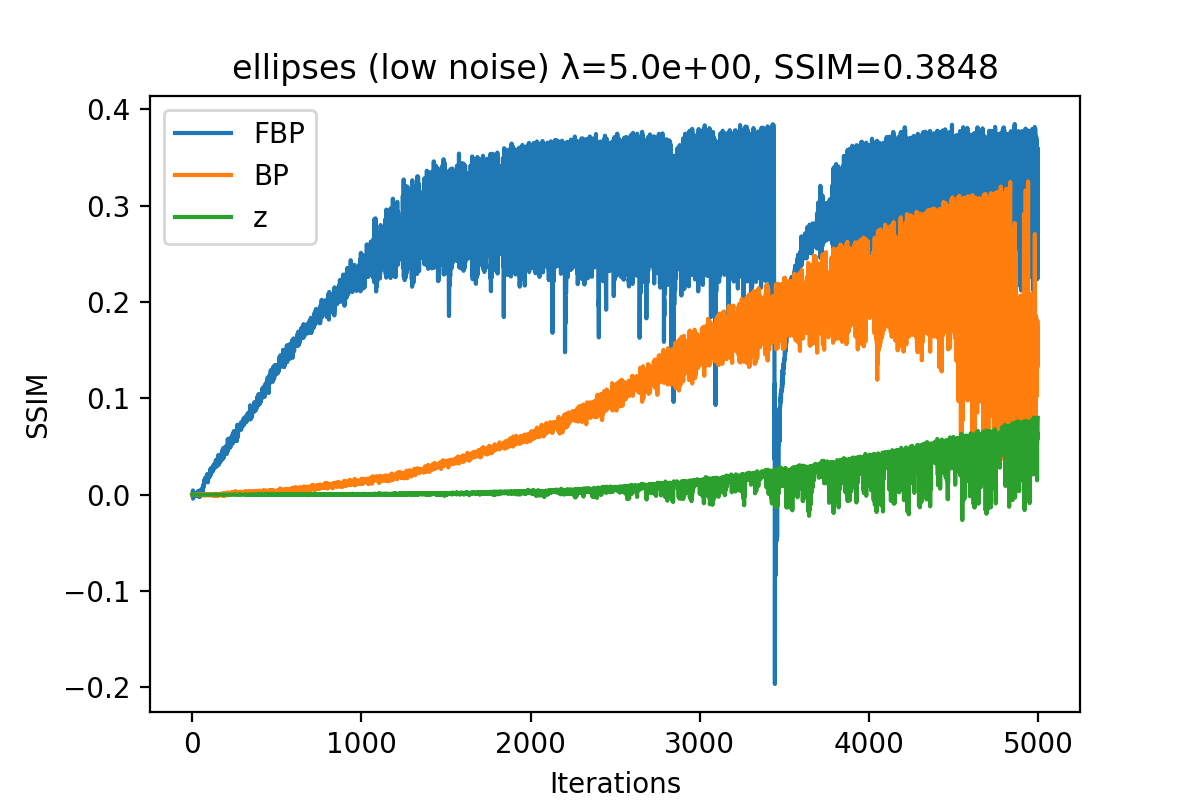 ellipses (low noise) λ=5.0e+00, SSIM=0.3848
FBP
BP
z
SSIM
0.4
0.3
0.2
0.1
0.0
−0.1
−0.2
0 1000 2000 3000 4000 5000
Iterations